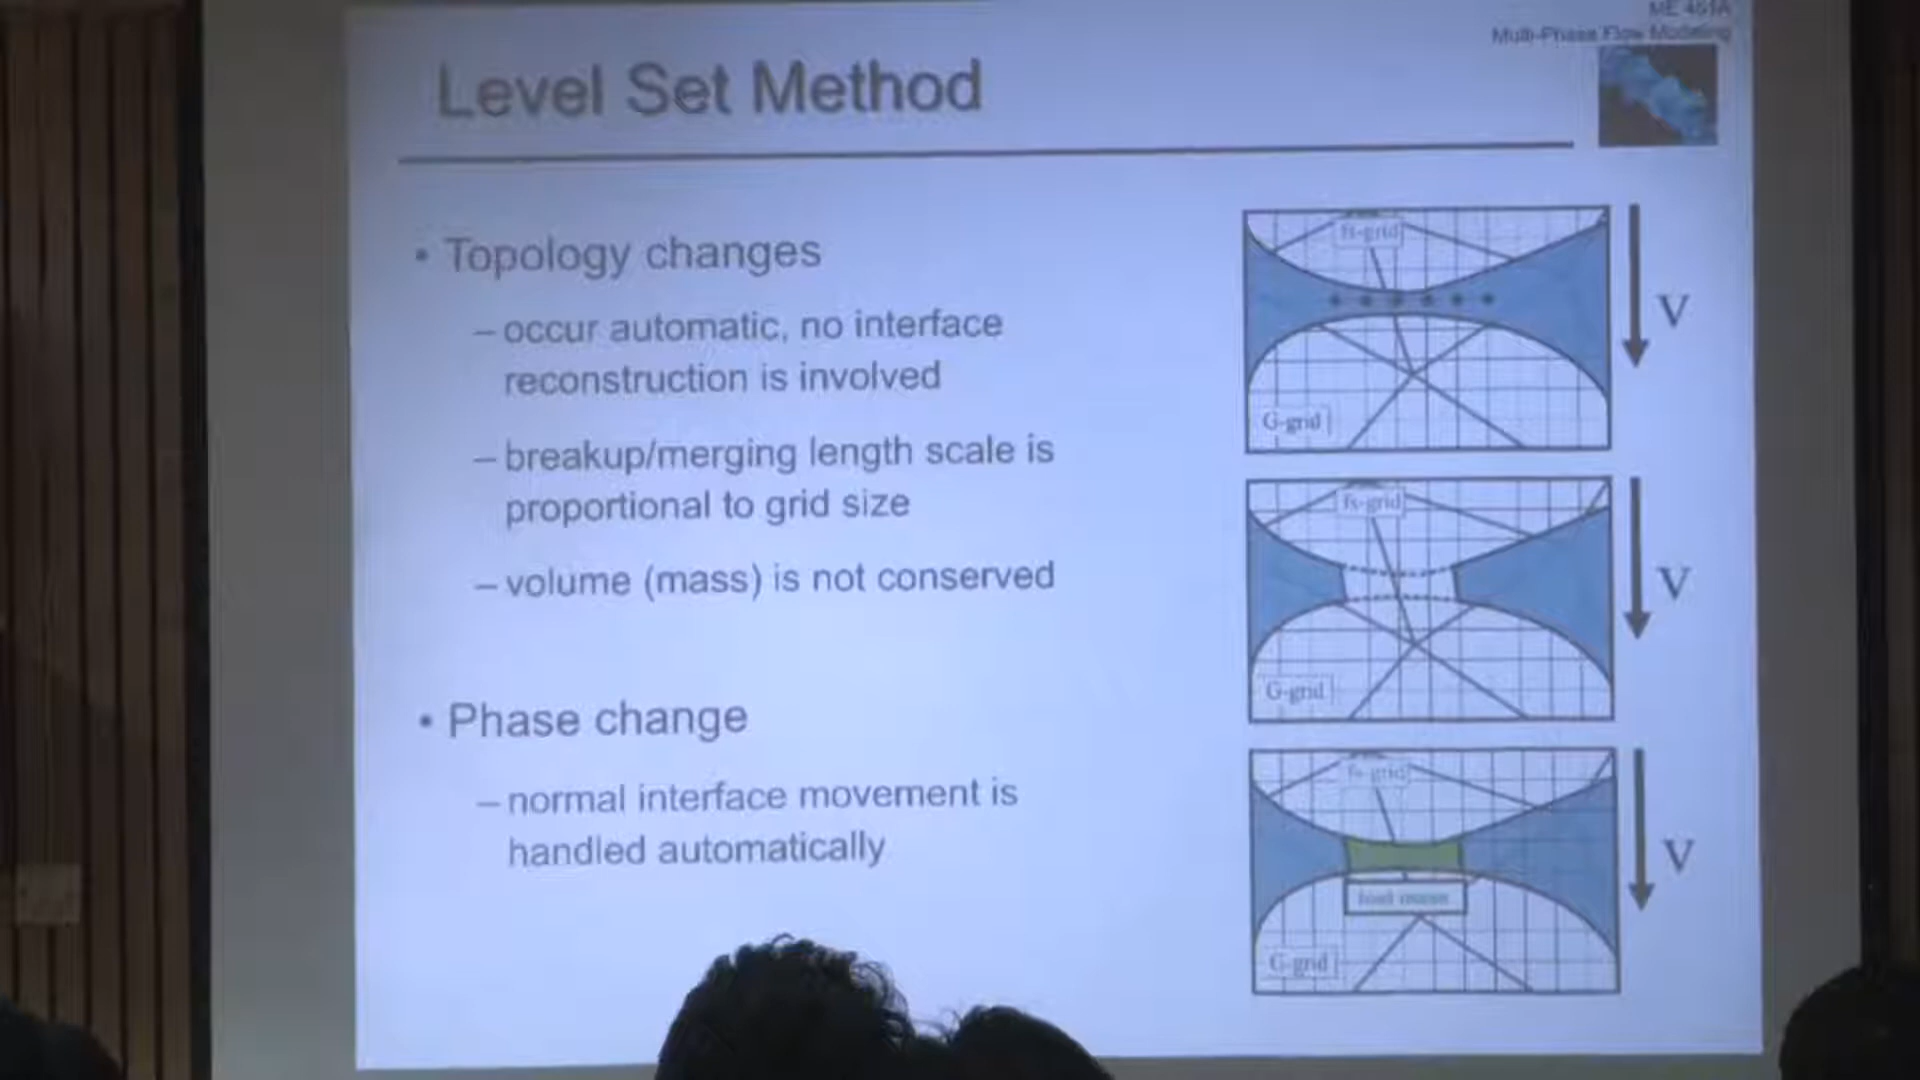 ME 461A
Multi-Phase Flow Modeling
Level Set Method
• Topology changes
– occur automatic, no interface
reconstruction is involved
– breakup/merging length scale is
proportional to grid size
– volume (mass) is not conserved
• Phase change
– normal interface movement is
handled automatically
fs-grid
V
G-grid
fs-grid
V
G-grid
fs-grid
V
lost mass
G-grid